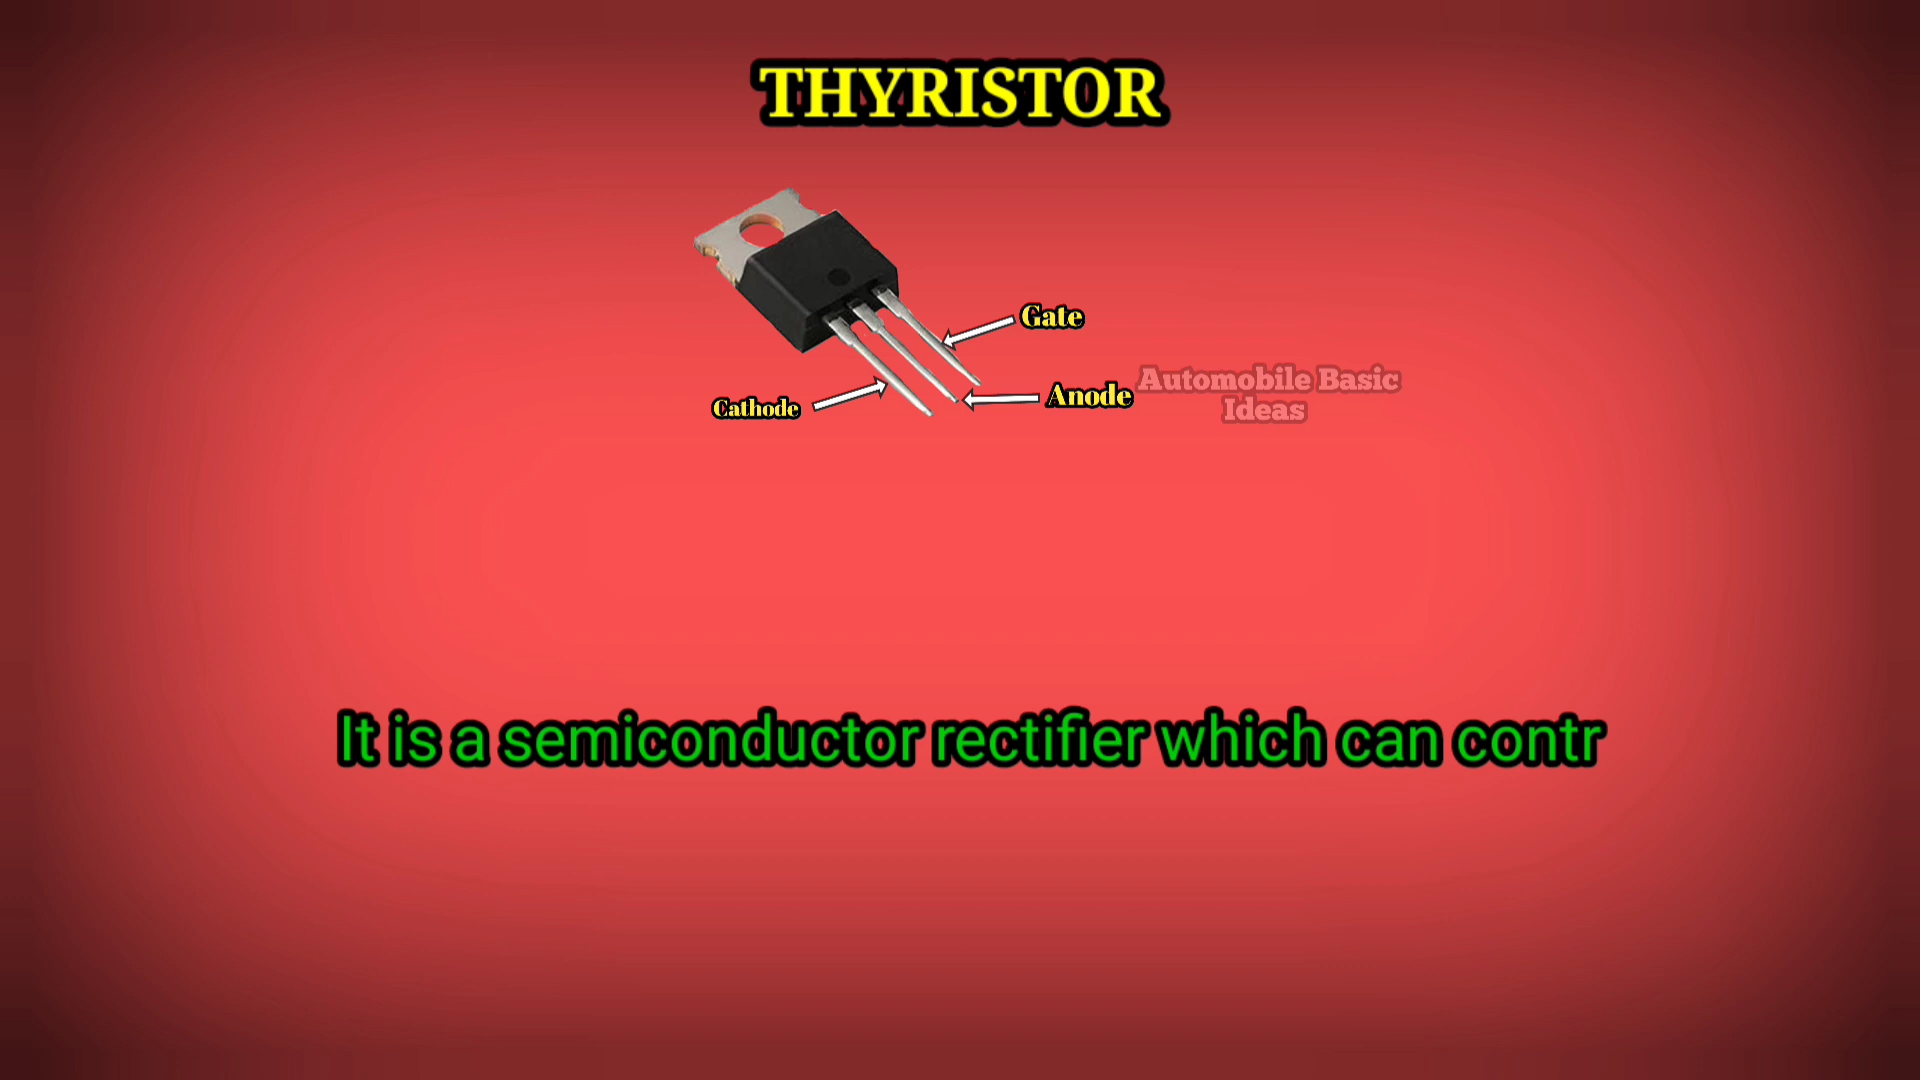 THYRISTOR
Gate
Anode
Cathode
Automobile Basic
Ideas
It is a semiconductor rectifier which can contr